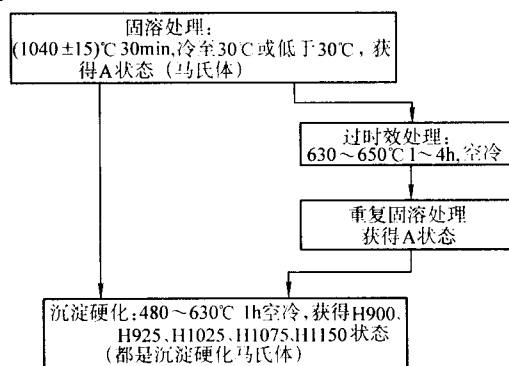 固溶处理:
(1040±15)℃ 30min,冷至30℃或低于30℃，获
得A状态（马氏体）
过时效处理:
630～650℃ 1～4h,空冷
重复固溶处理
获得A状态
沉淀硬化:480～630℃ 1h空冷,获得H900、
H925、H1025、H1075、H1150状态
（都是沉淀硬化马氏体）